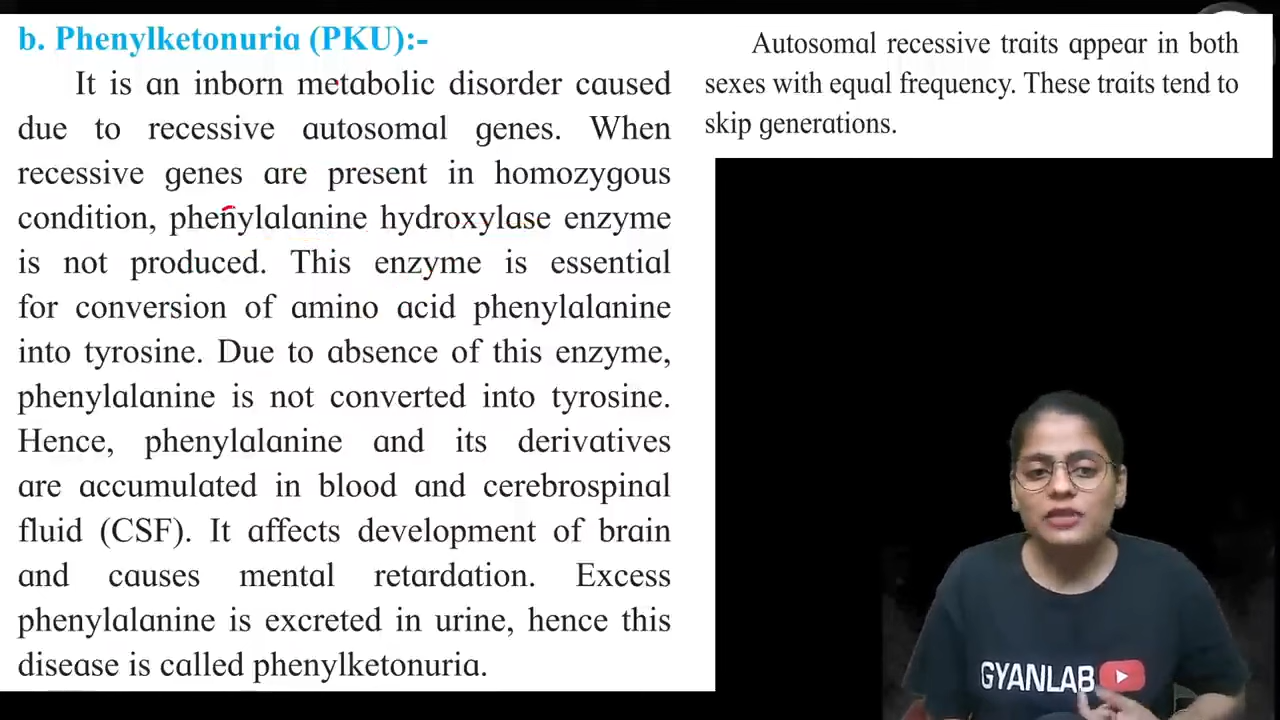 b. Phenylketonuria (PKU):-
It is an inborn metabolic disorder caused
due to recessive autosomal genes. When
recessive genes are present in homozygous
condition, phenylalanine hydroxylase enzyme
is not produced. This enzyme is essential
for conversion of amino acid phenylalanine
into tyrosine. Due to absence of this enzyme,
phenylalanine is not converted into tyrosine.
Hence, phenylalanine and its derivatives
are accumulated in blood and cerebrospinal
fluid (CSF). It affects development of brain
and causes mental retardation. Excess
phenylalanine is excreted in urine, hence this
disease is called phenylketonuria.
Autosomal recessive traits appear in both
sexes with equal frequency. These traits tend to
skip generations.
GYANLAB